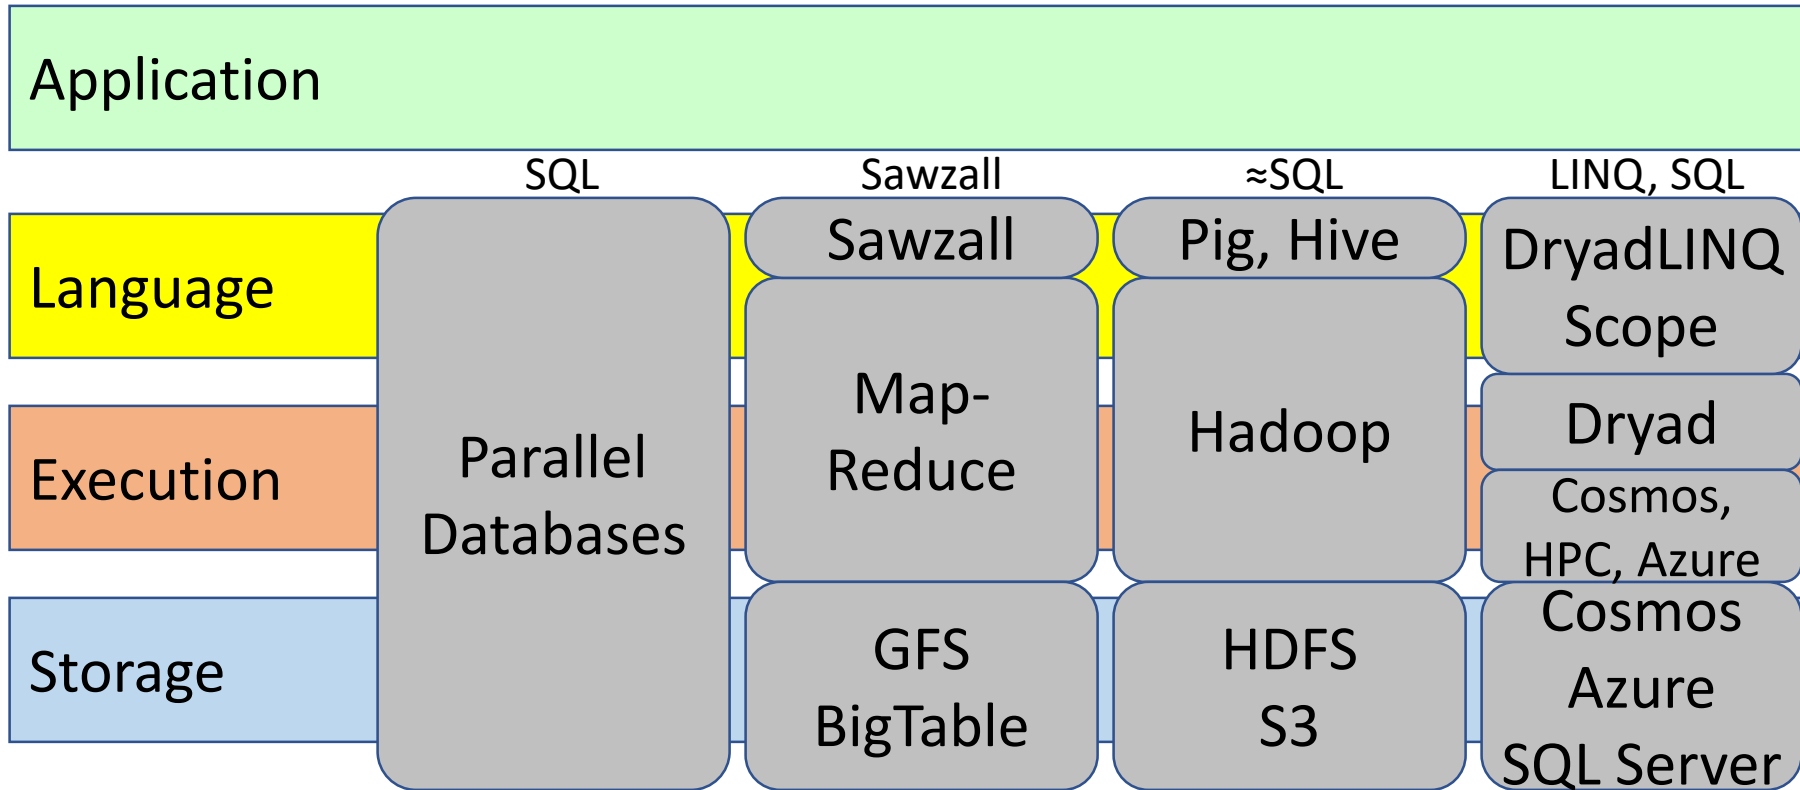 Application
SQL
Sawzall
≈SQL
LINQ, SQL
Language
Execution
Storage
Parallel
Databases
Sawzall
Map-
Reduce
GFS
BigTable
Pig, Hive
Hadoop
HDFS
S3
DryadLINQ
Scope
Dryad
Cosmos,
HPC, Azure
Cosmos
Azure
SQL Server